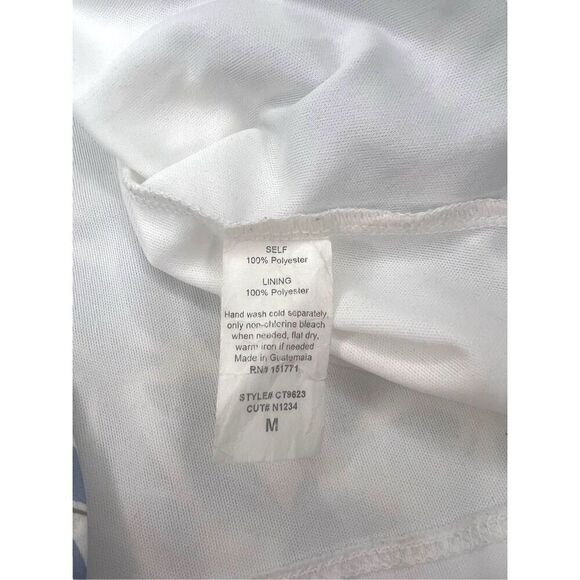 SELF
100% Polyester
LINING
100% Polyester
Hand wash cold separately,
only non-chlorine bleach
when needed, flat dry,
warm iron if needed
Made in Guatemala
RN# 151771
STYLE# CT9623
CUT# N1234
M